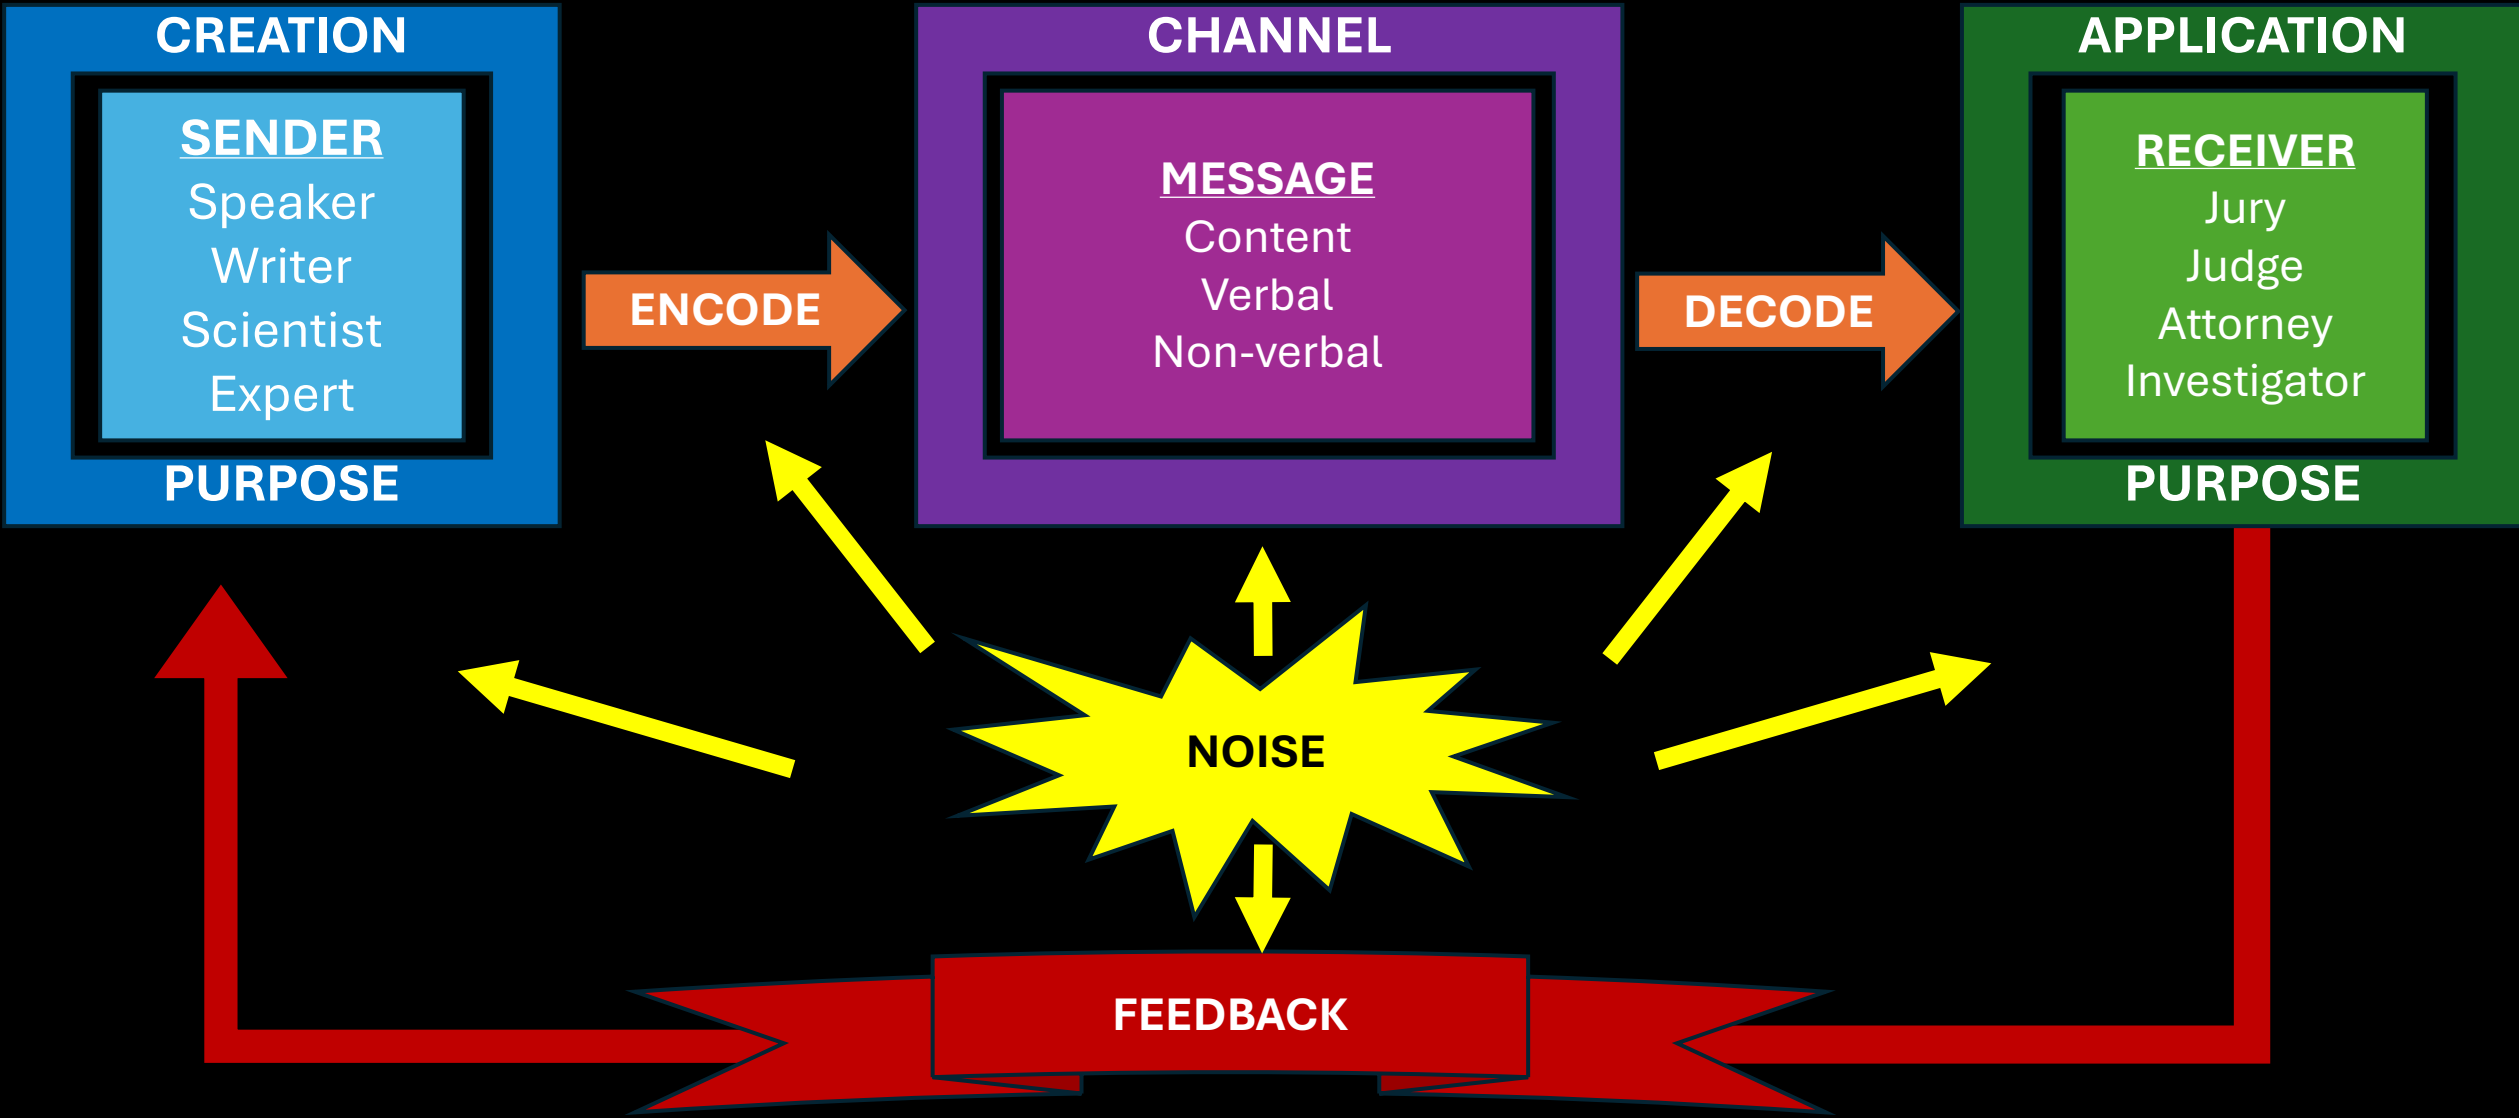 CREATION
SENDER
Speaker
Writer
Scientist
Expert
PURPOSE
ENCODE
CHANNEL
MESSAGE
Content
Verbal
Non-verbal
DECODE
APPLICATION
RECEIVER
Jury
Judge
Attorney
Investigator
PURPOSE
NOISE
FEEDBACK